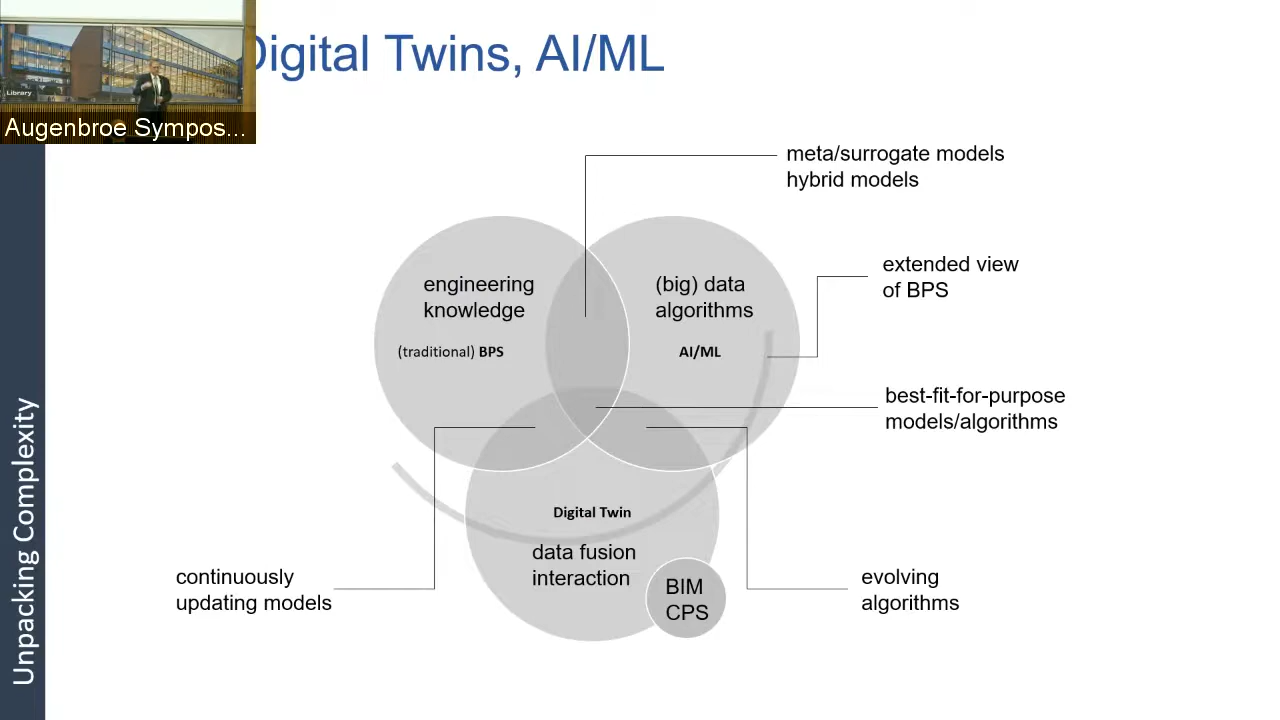 Digital Twins, AI/ML
Library
Augenbroe Sympos...
meta/surrogate models
hybrid models
extended view
of BPS
engineering
knowledge
(traditional) BPS
(big) data
algorithms
AI/ML
best-fit-for-purpose
models/algorithms
Digital Twin
data fusion
interaction
BIM
CPS
continuously
updating models
evolving
algorithms
Unpacking Complexity